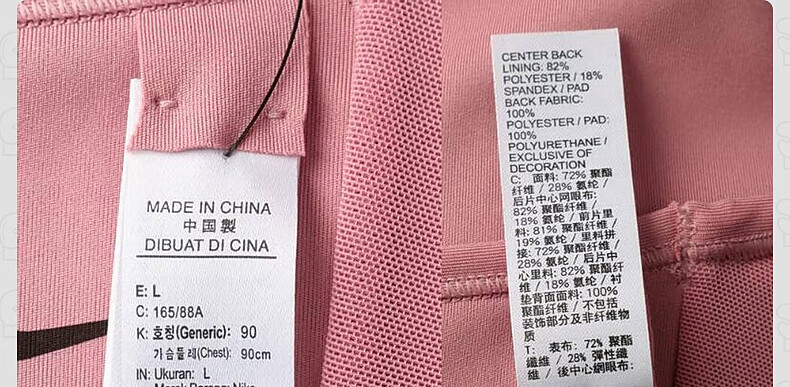 MADE IN CHINA
中国製
DIBUAT DI CINA
E: L
C: 165/88A
K: 호칭(Generic): 90
가슴둘레(Chest): 90cm
IN: Ukuran: L
CENTER BACK
LINING: 82%
POLYESTER / 18%
SPANDEX / PAD
BACK FABRIC:
100%
POLYESTER / PAD:
100%
POLYURETHANE /
EXCLUSIVE OF
DECORATION
C: 面料: 72% 聚酯
纤维 / 28% 氨纶 /
后片中心网眼布:
82% 聚酯纤维 /
18% 氨纶 / 前片里
料: 81% 聚酯纤维 /
19% 氨纶 / 里料拼
接: 72% 聚酯纤维 /
28% 氨纶 / 后片中
心里料: 82% 聚酯纤
维 / 18% 氨纶 / 衬
垫背面面料: 100%
聚酯纤维 / 不包括
装饰部分及非纤维物
质
T: 表布: 72% 聚酯
纖維 / 28% 彈性纖
維 / 後中心網眼布: